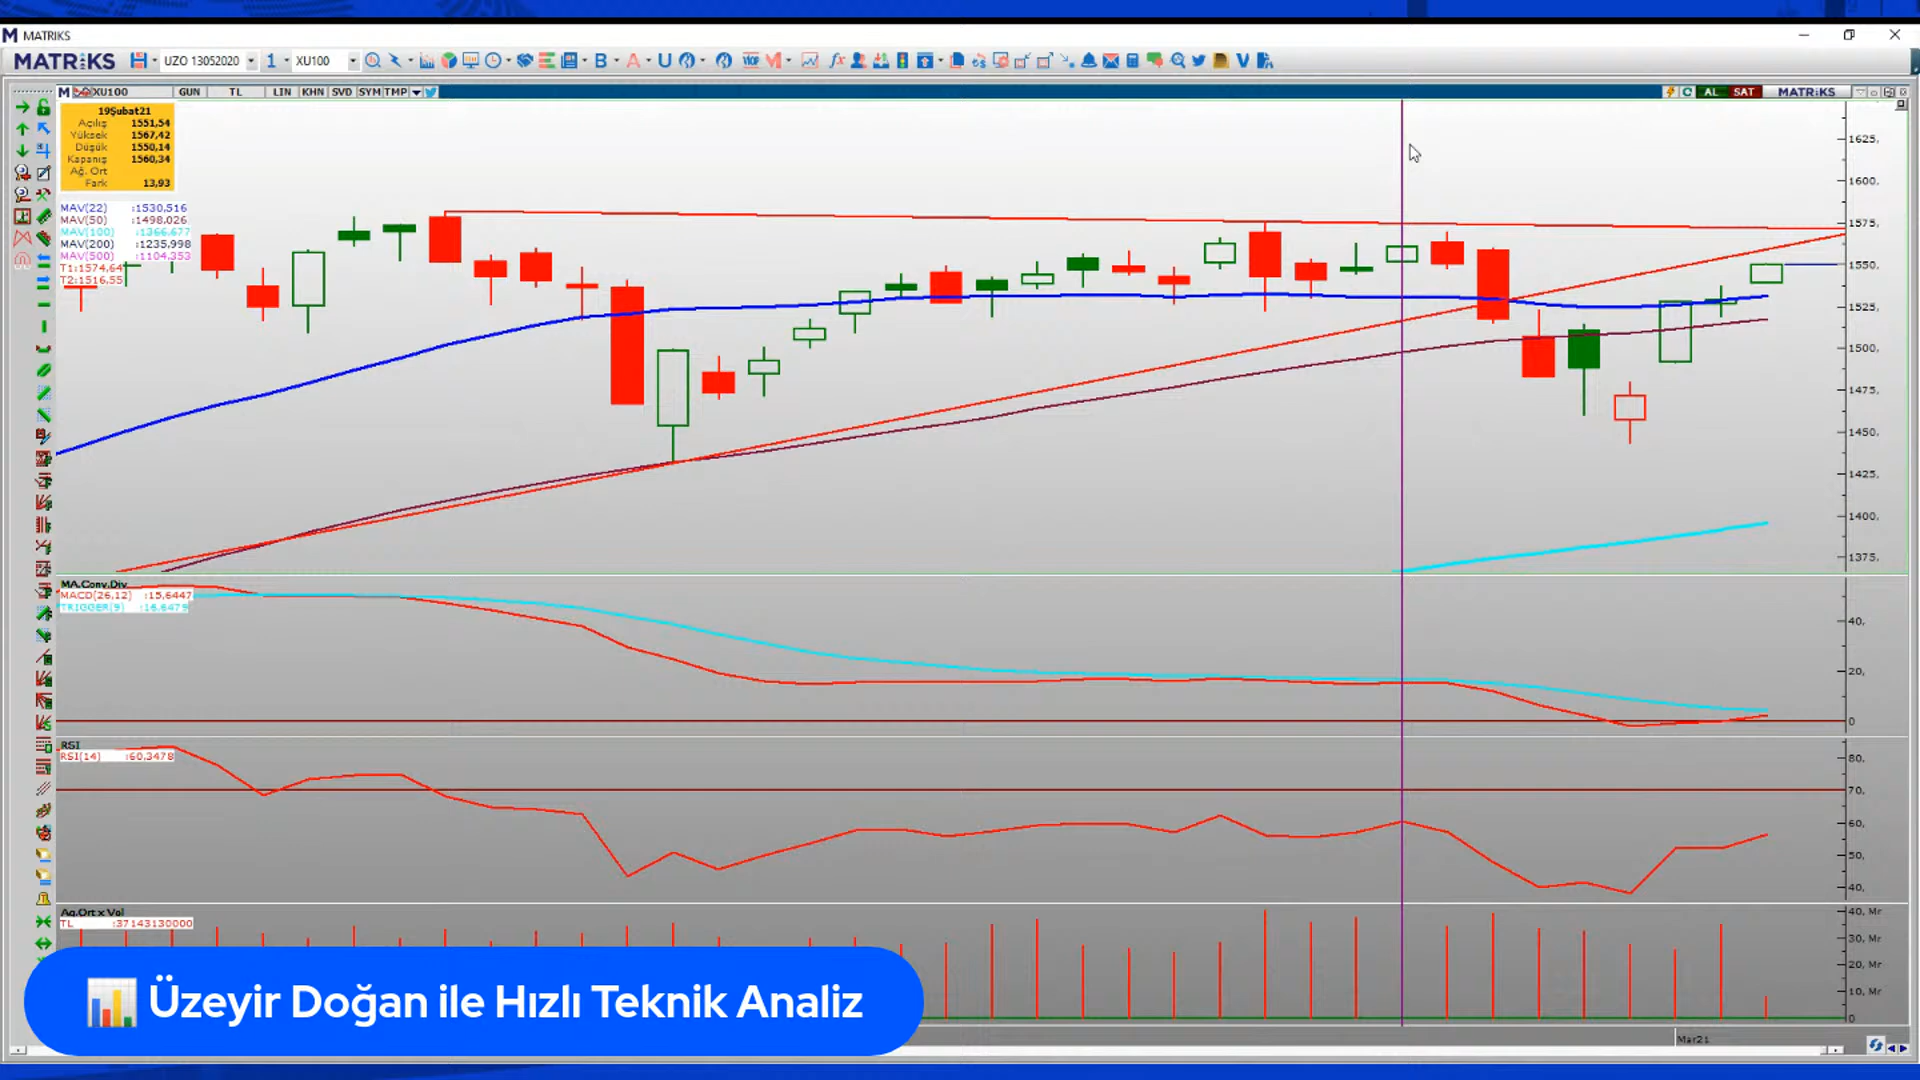 MATRIKS
MATRiKS UZO 13052020 1 XU100
XU100 GUN TL LIN KHN SVD SYM TMP AL SAT MATRiKS
19Şubat21
Açılış 1551,54
Yüksek 1567,42
Düşük 1550,14
Kapanış 1560,34
Ağ. Ort
Fark 13,93
MAV(22) :1530,516
MAV(50) :1498,026
MAV(100) :1366,677
MAV(200) :1235,998
MAV(500) :1104,353
T1:1574,64
T2:1516,55
1625,
1600,
1575,
1550,
1525,
1500,
1475,
1450,
1425,
1400,
1375,
MA.Conv.Div
MACD(26,12) :15,6447
TRIGGER(9) :16,6479
40,
20,
0
RSI
RSI(14) :60,3478
80,
70,
60,
50,
40,
Ag.Ort x Vol
TL :37143130000
40, Mr
30, Mr
20, Mr
10, Mr
0
Üzeyir Doğan ile Hızlı Teknik Analiz
Mar21